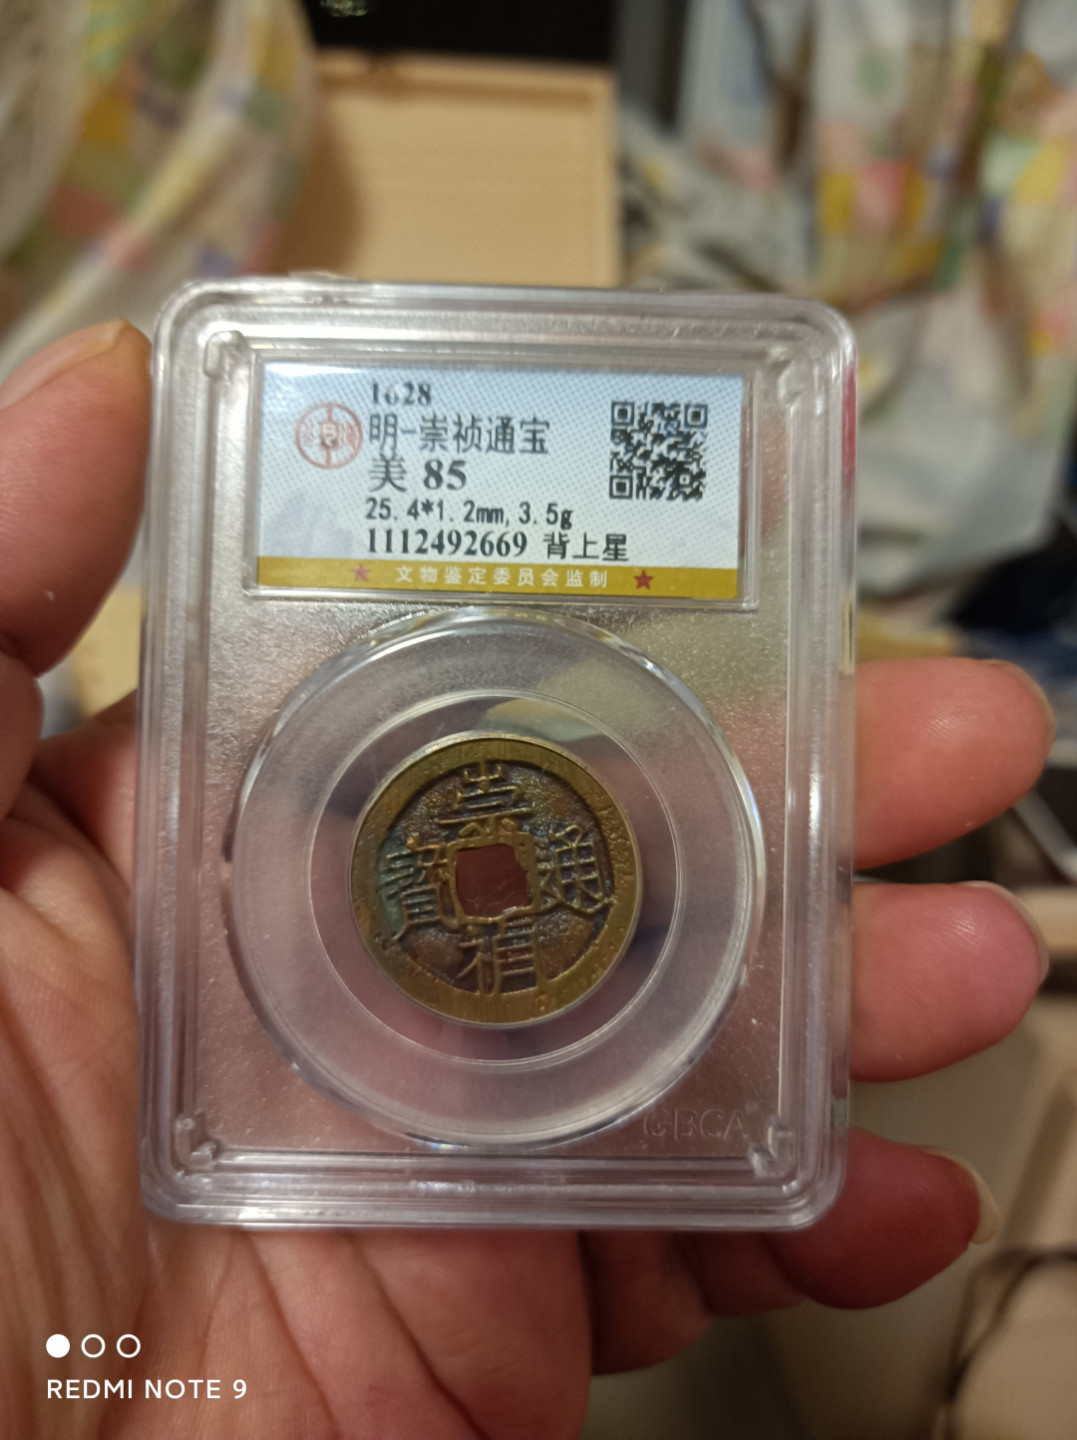 1628
明-崇祯通宝
美 85
25.4*1.2mm,3.5g
1112492669 背上星
★ 文物鉴定委员会监制 ★
崇
寶 通
禎
GBCA
REDMI NOTE 9